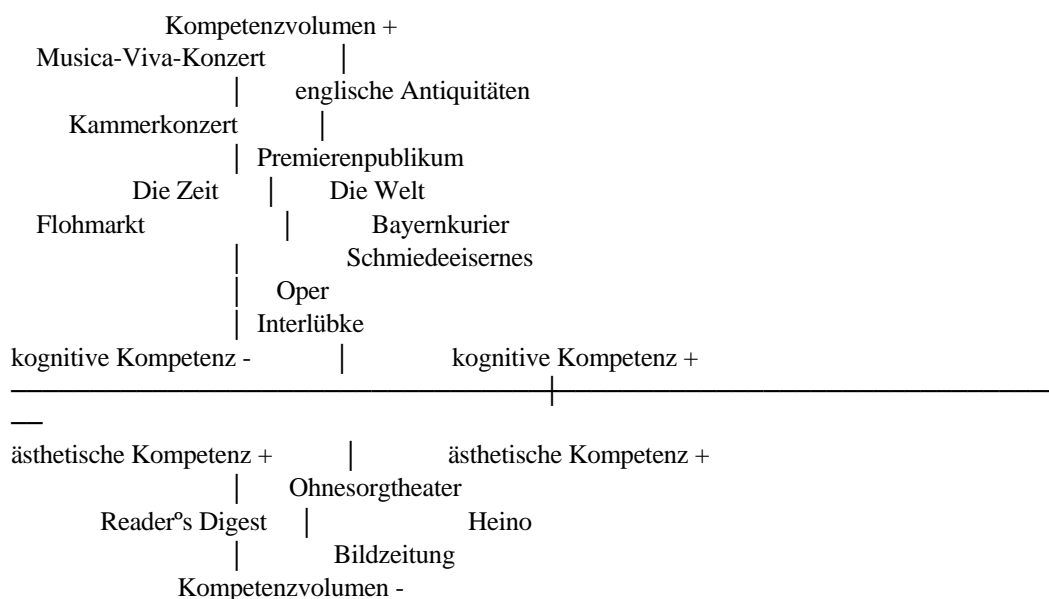 Kompetenzvolumen +
Musica-Viva-Konzert │
│ englische Antiquitäten
Kammerkonzert │
│ Premierenpublikum
Die Zeit │ Die Welt
Flohmarkt │ Bayernkurier
│ Schmiedeeisernes
│ Oper
│ Interlübke
kognitive Kompetenz - │ kognitive Kompetenz +
ästhetische Kompetenz + │ ästhetische Kompetenz +
│ Ohnesorgtheater
Readerºs Digest │ Heino
│ Bildzeitung
Kompetenzvolumen -